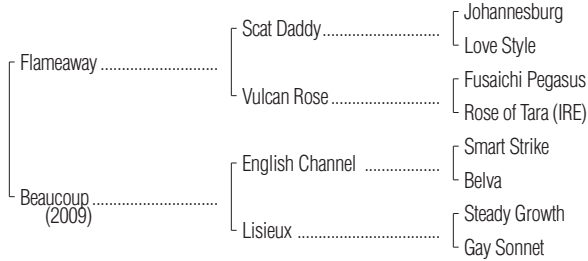 Johannesburg
Scat Daddy
Love Style
Flameaway
Fusaichi Pegasus
Vulcan Rose
Rose of Tara (IRE)
Smart Strike
English Channel
Belva
Beaucoup
(2009)
Steady Growth
Lisieux
Gay Sonnet